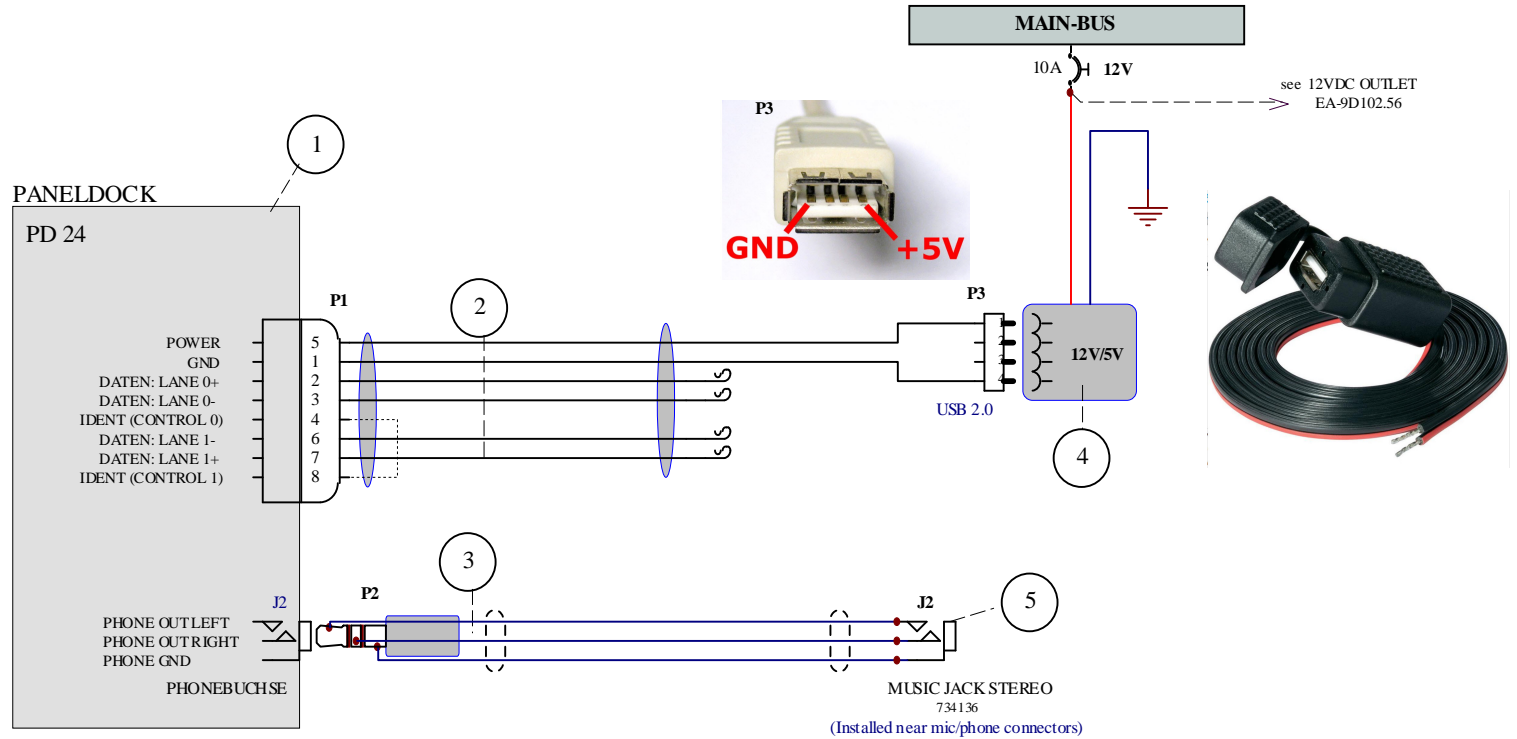 MAIN-BUS
10A
12V
see 12VDC OUTLET
EA-9D102.56
P3
GND
+5V
1
PANELDOCK
PD 24
P1
2
P3
POWER 5
GND 1
DATEN: LANE 0+ 2
DATEN: LANE 0- 3
IDENT (CONTROL 0) 4
DATEN: LANE 1- 6
DATEN: LANE 1+ 7
IDENT (CONTROL 1) 8
1
2
3
4
12V/5V
USB 2.0
4
3
J2
P2
J2
5
PHONE OUT LEFT
PHONE OUT RIGHT
PHONE GND
PHONEBUCHSE
MUSIC JACK STEREO
734136
(Installed near mic/phone connectors)